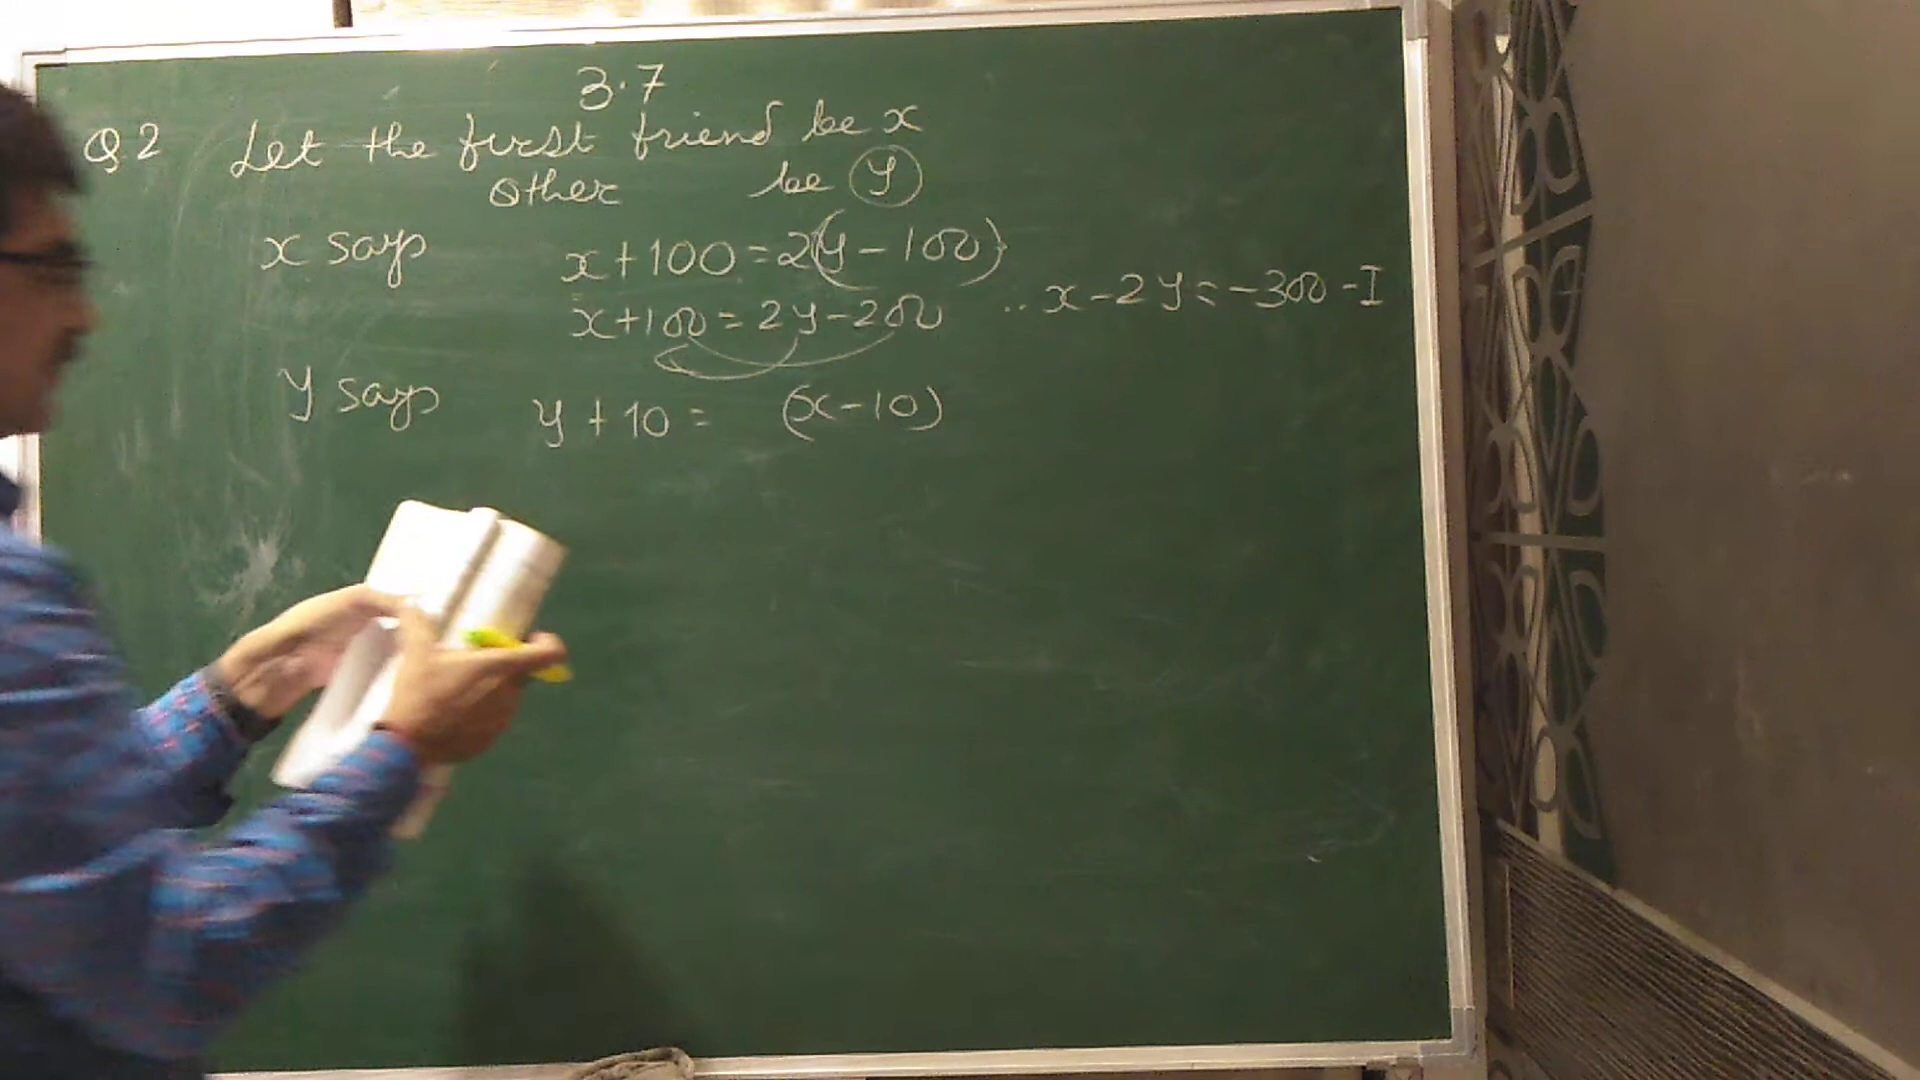 3.7
Q.2 Let the first friend be x
other be y
x says x+100=2(y-100)
x+100=2y-200 .. x-2y=-300-I
y says y+10= (x-10)